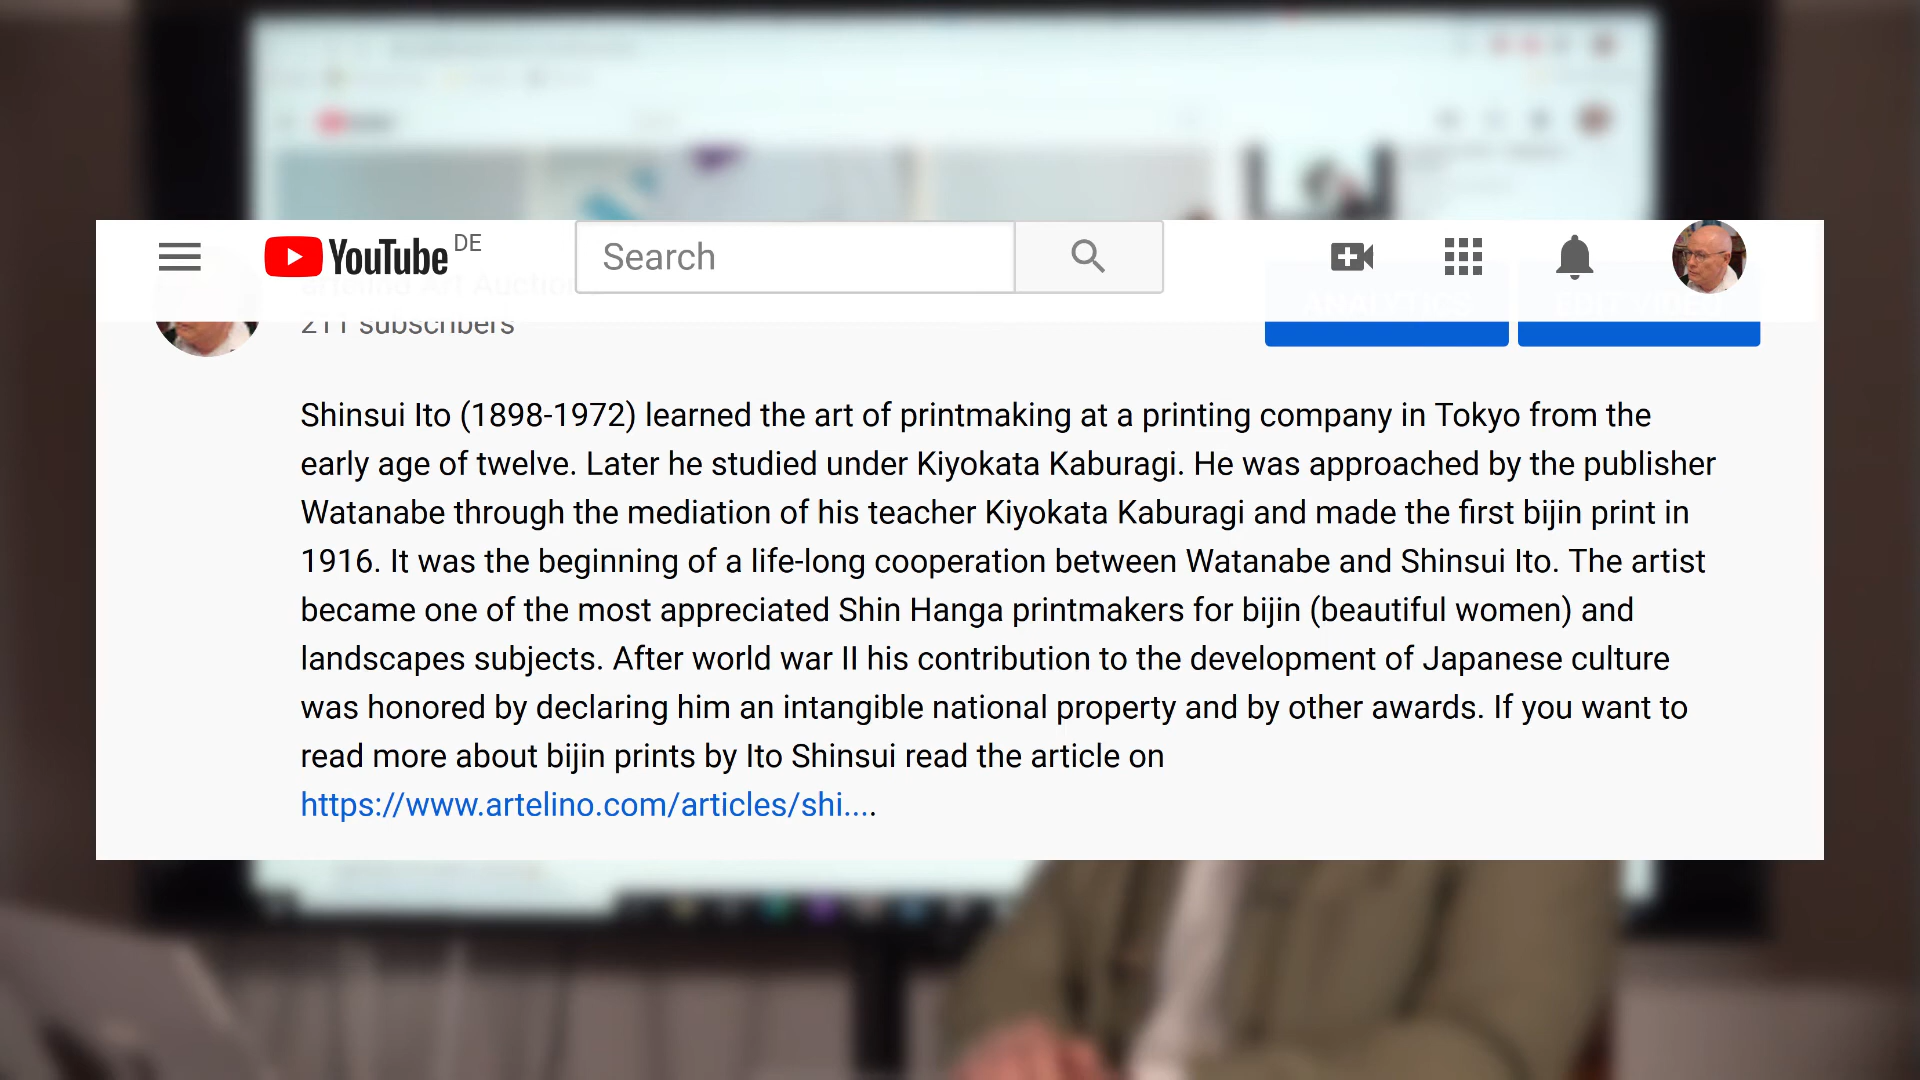 YouTube DE
Search
artelino Art Auctio
211 subscribers
Shinsui Ito (1898-1972) learned the art of printmaking at a printing company in Tokyo from the
early age of twelve. Later he studied under Kiyokata Kaburagi. He was approached by the publisher
Watanabe through the mediation of his teacher Kiyokata Kaburagi and made the first bijin print in
1916. It was the beginning of a life-long cooperation between Watanabe and Shinsui Ito. The artist
became one of the most appreciated Shin Hanga printmakers for bijin (beautiful women) and
landscapes subjects. After world war II his contribution to the development of Japanese culture
was honored by declaring him an intangible national property and by other awards. If you want to
read more about bijin prints by Ito Shinsui read the article on
https://www.artelino.com/articles/shi....